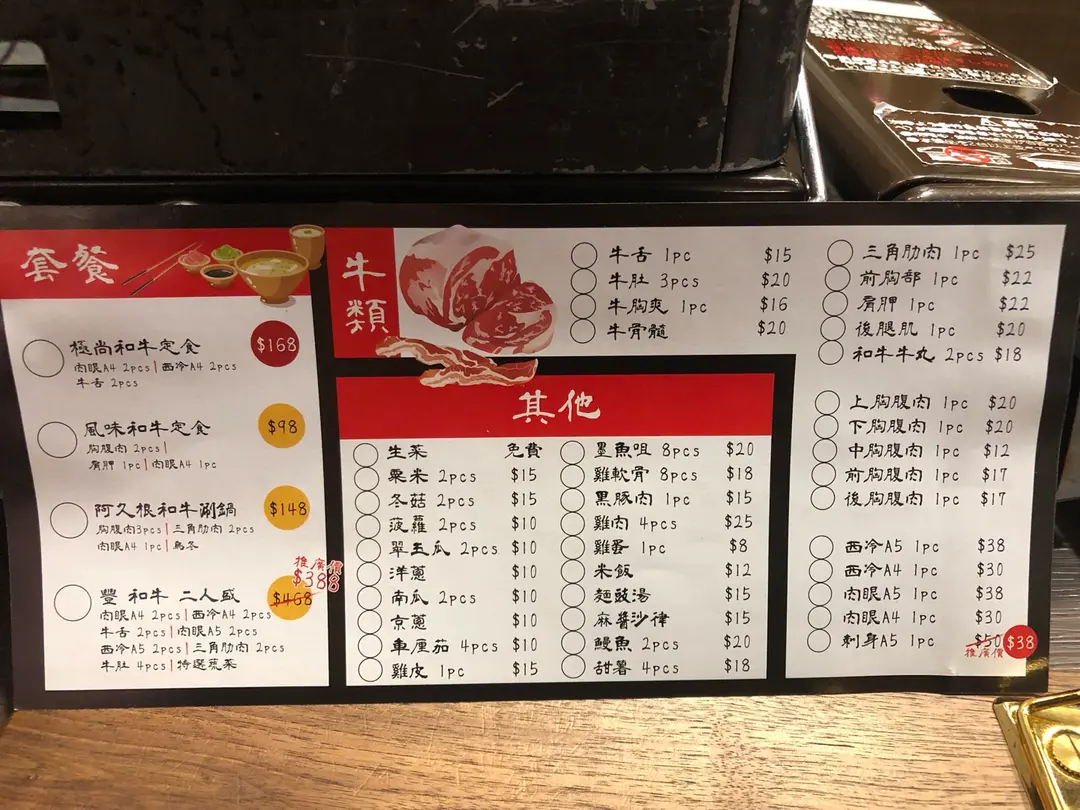 套餐
極尚和牛定食 $168
肉眼A4 2pcs | 西冷A4 2pcs
牛舌 2pcs
風味和牛定食 $98
胸腹肉 2pcs |
肩胛 1pc | 肉眼A4 1pc
阿久根和牛涮鍋 $148
胸腹肉3pcs | 三角肋肉 2pcs
肉眼A4 1pc | 烏冬
推廣價
$388
豐 和牛 二人盛 $468
肉眼A4 2pcs | 西冷A4 2pcs
牛舌 2pcs | 肉眼A5 2pcs
西冷A5 2pcs | 三角肋肉 2pcs
牛肚 4pcs | 特選蔬菜
牛類
牛舌 1pc $15
牛肚 3pcs $20
牛胸爽 1pc $16
牛骨髓 $20
三角肋肉 1pc $25
前胸部 1pc $22
肩胛 1pc $22
後腿肌 1pc $20
和牛牛丸 2pcs $18
上胸腹肉 1pc $20
下胸腹肉 1pc $20
中胸腹肉 1pc $12
前胸腹肉 1pc $17
後胸腹肉 1pc $17
西冷A5 1pc $38
西冷A4 1pc $30
肉眼A5 1pc $38
肉眼A4 1pc $30
刺身A5 1pc $50 $38
推廣價
其他
生菜 免費
粟米 2pcs $15
冬菇 2pcs $15
菠蘿 2pcs $10
翠玉瓜 2pcs $10
洋蔥 $10
南瓜 2pcs $10
京蔥 $10
車厘茄 4pcs $10
雞皮 1pc $15
墨魚咀 8pcs $20
雞軟骨 8pcs $18
黑豚肉 1pc $15
雞肉 4pcs $25
雞蛋 1pc $8
米飯 $12
麵豉湯 $15
麻醬沙律 $15
鰻魚 2pcs $20
甜薯 4pcs $18